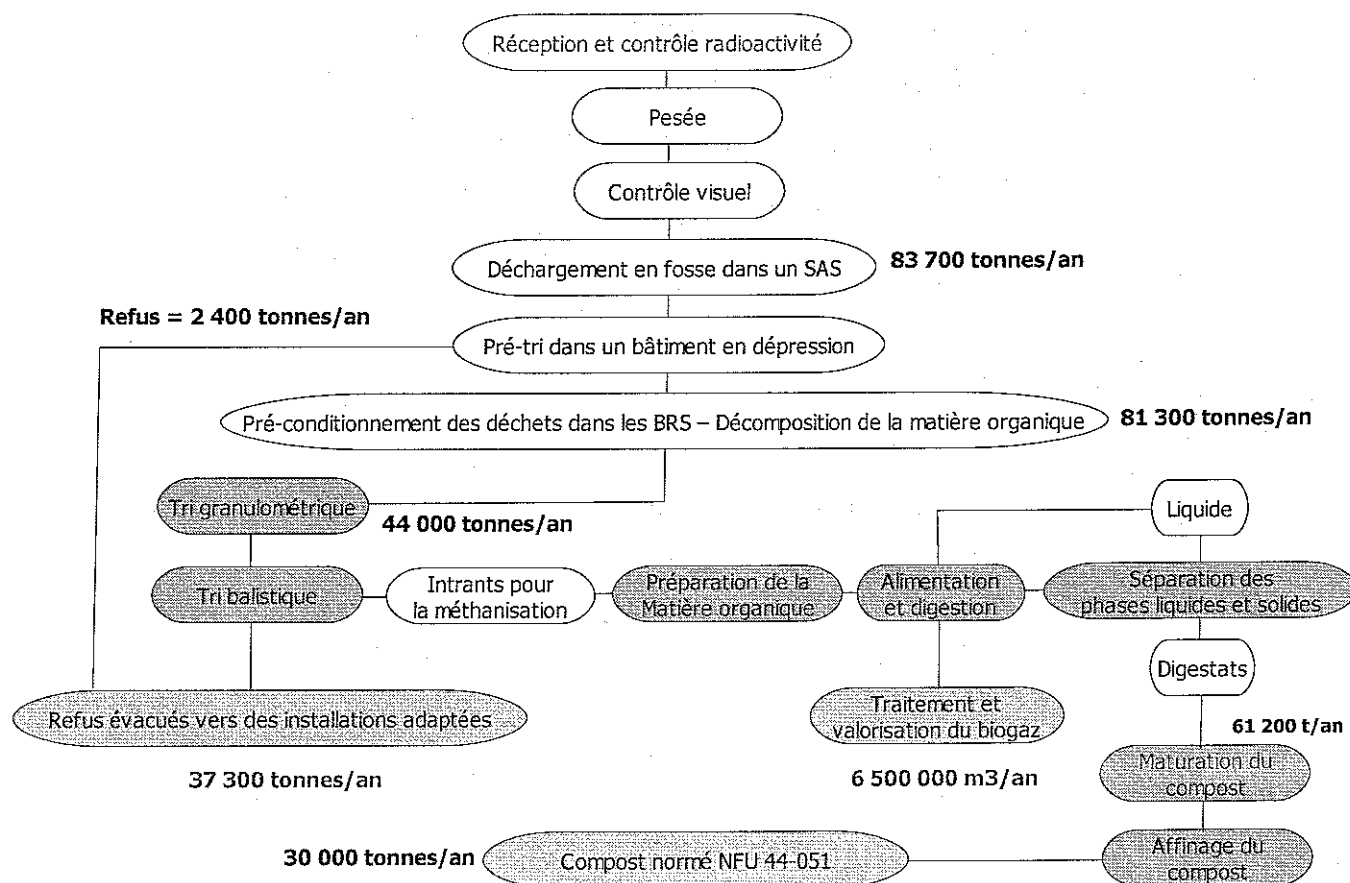 Réception et contrôle radioactivité
Pesée
Contrôle visuel
Déchargement en fosse dans un SAS
83 700 tonnes/an
Refus = 2 400 tonnes/an
Pré-tri dans un bâtiment en dépression
Pré-conditionnement des déchets dans les BRS – Décomposition de la matière organique
81 300 tonnes/an
Tri granulométrique
44 000 tonnes/an
Liquide
Tri balistique
Intrants pour
la méthanisation
Préparation de la
Matière organique
Alimentation
et digestion
Séparation des
phases liquides et solides
Digestats
Refus évacués vers des installations adaptées
37 300 tonnes/an
Traitement et
valorisation du biogaz
6 500 000 m3/an
61 200 t/an
Maturation du
compost
30 000 tonnes/an
Compost normé NFU 44-051
Affinage du
compost